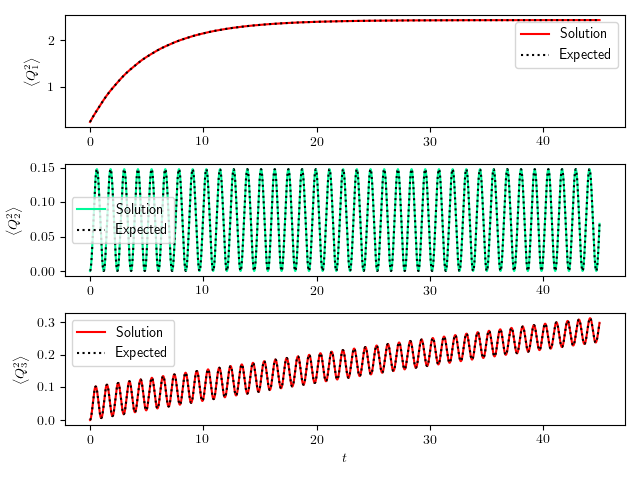 ⟨Q₁²⟩
2
1
Solution
Expected
0 10 20 30 40
⟨Q₂²⟩
0.15
0.10
0.05
0.00
Solution
Expected
0 10 20 30 40
⟨Q₃²⟩
0.3
0.2
0.1
0.0
Solution
Expected
0 10 20 30 40
t